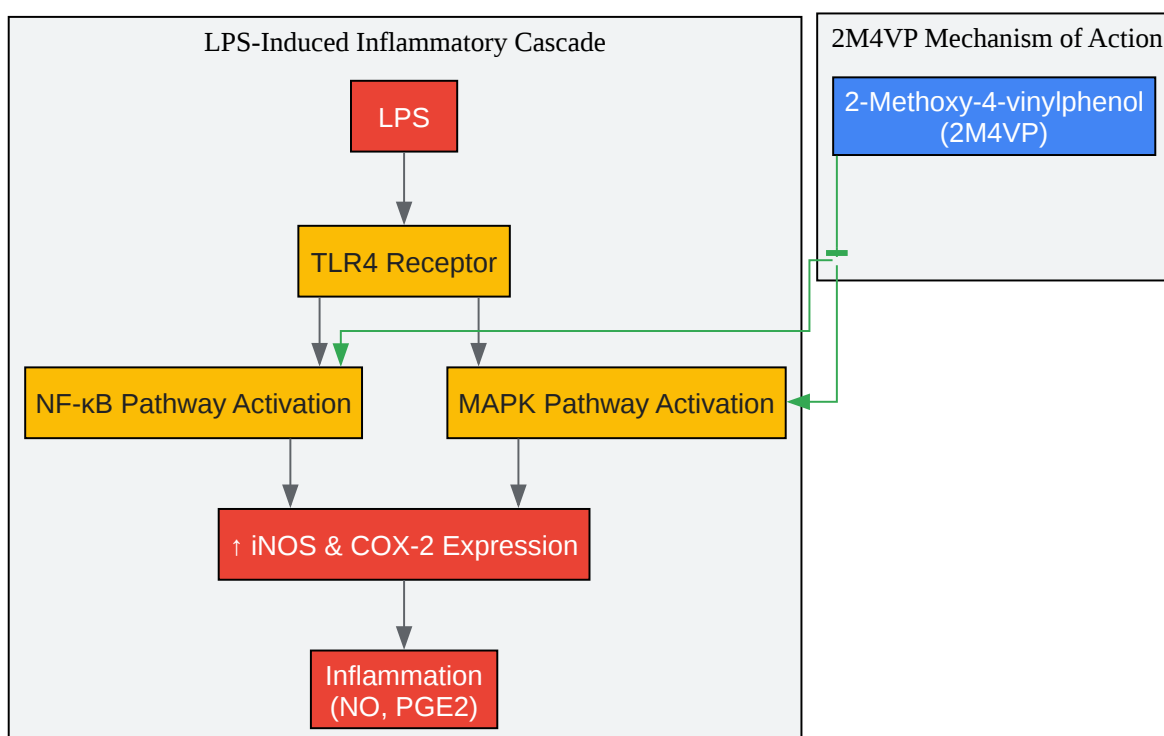 LPS-Induced Inflammatory Cascade
2M4VP Mechanism of Action
LPS
2-Methoxy-4-vinylphenol
(2M4VP)
TLR4 Receptor
NF-κB Pathway Activation
MAPK Pathway Activation
↑ iNOS & COX-2 Expression
Inflammation
(NO, PGE2)